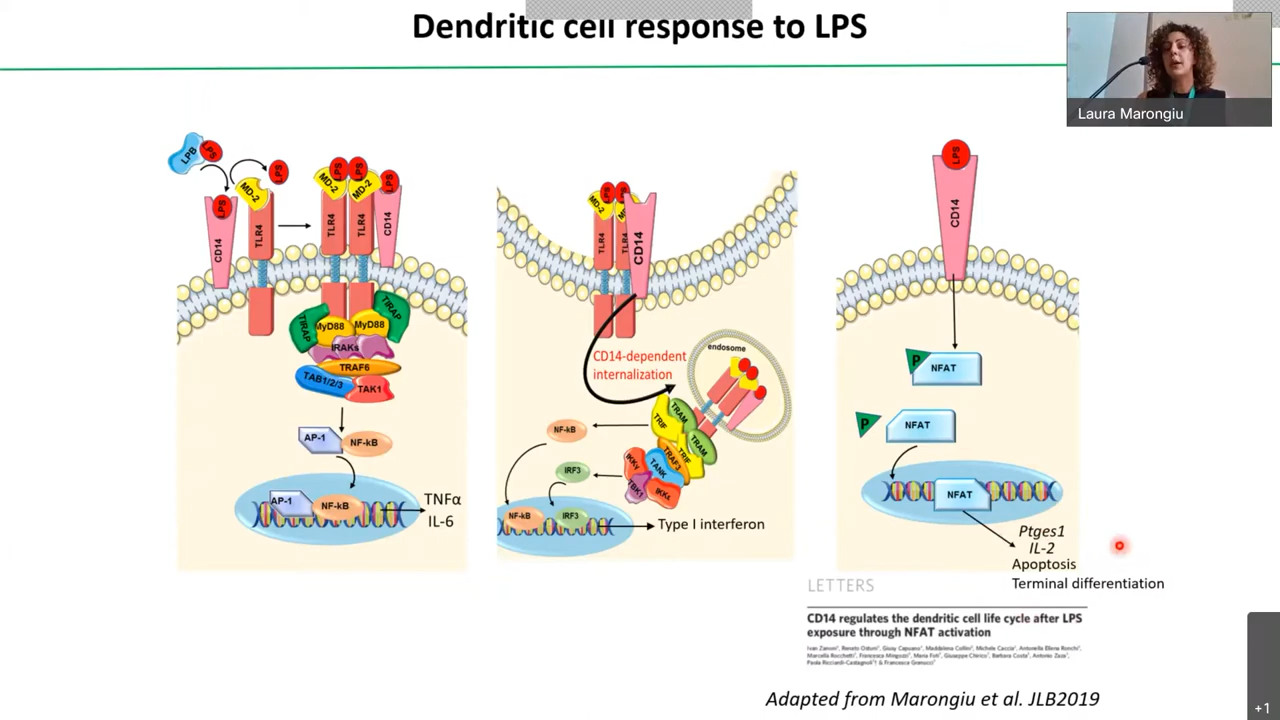 Dendritic cell response to LPS
Laura Marongiu
LPB
LPS
LPS
MD-2
LPS
CD14
TLR4
MD-2
LPS
LPS
MD-2
LPS
TLR4
TLR4
CD14
TIRAP
TIRAP
MyD88
MyD88
IRAKs
TRAF6
TAB1/2/3
TAK1
AP-1
NF-kB
AP-1
NF-kB
TNFα
IL-6
LPS
MD-2
TLR4
TLR4
CD14
CD14-dependent
internalization
endosome
TRIF
TRAM
TRAM
TRIF
TRAF3
TANK
TBK1
IKKε
NF-kB
IRF3
NF-kB
IRF3
Type I interferon
LPS
CD14
P
NFAT
P
NFAT
NFAT
Ptges1
IL-2
Apoptosis
Terminal differentiation
LETTERS
CD14 regulates the dendritic cell life cycle after LPS
exposure through NFAT activation
Adapted from Marongiu et al. JLB2019
+1